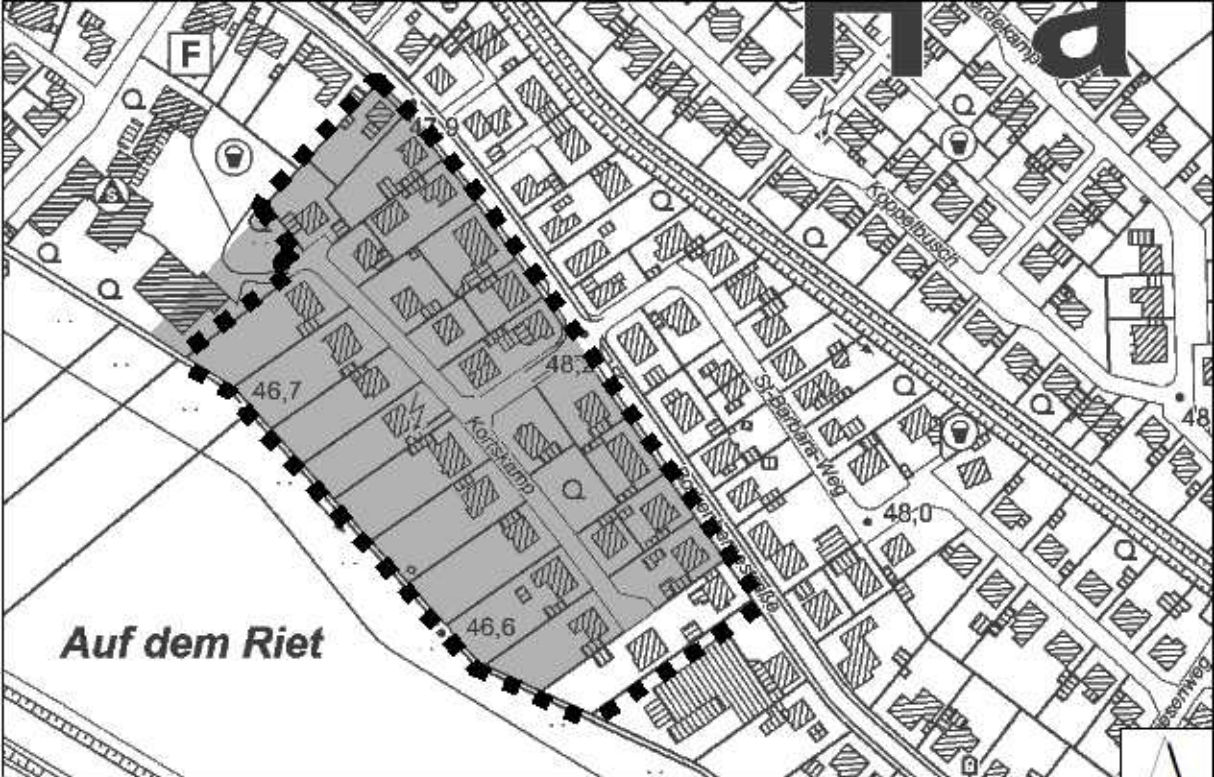 H a
F
47,9
Koppelbusch
S
46,7
48,2
Korskamp
St-Barbara-Weg
48
48,0
46,6
Auf dem Riet